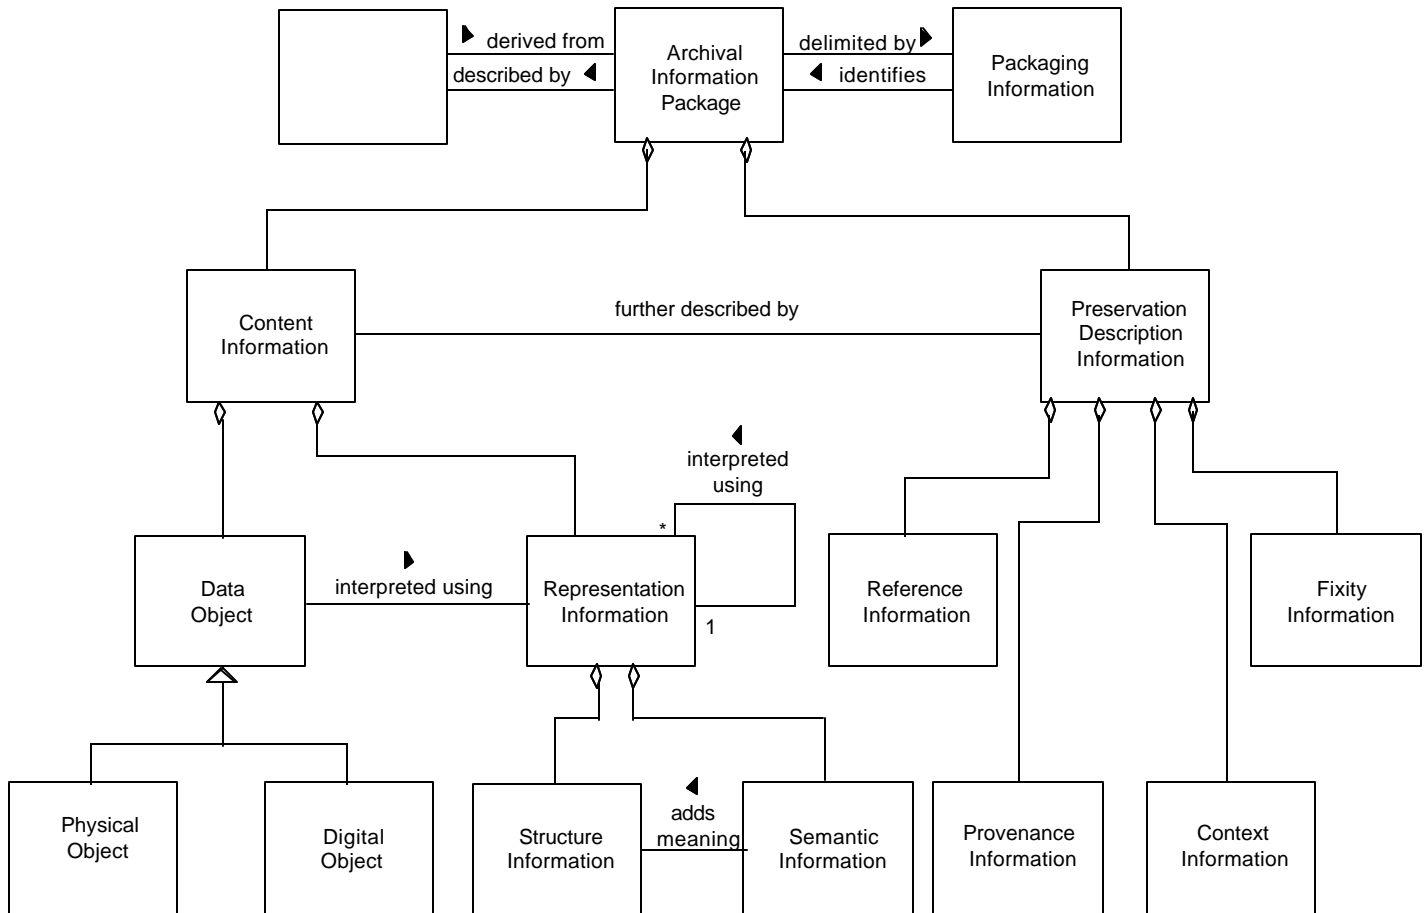 derived from
described by
Archival
Information
Package
delimited by
identifies
Packaging
Information
Content
Information
further described by
Preservation
Description
Information
interpreted
using
*
1
Data
Object
interpreted using
Representation
Information
Reference
Information
Fixity
Information
Physical
Object
Digital
Object
Structure
Information
adds
meaning
Semantic
Information
Provenance
Information
Context
Information